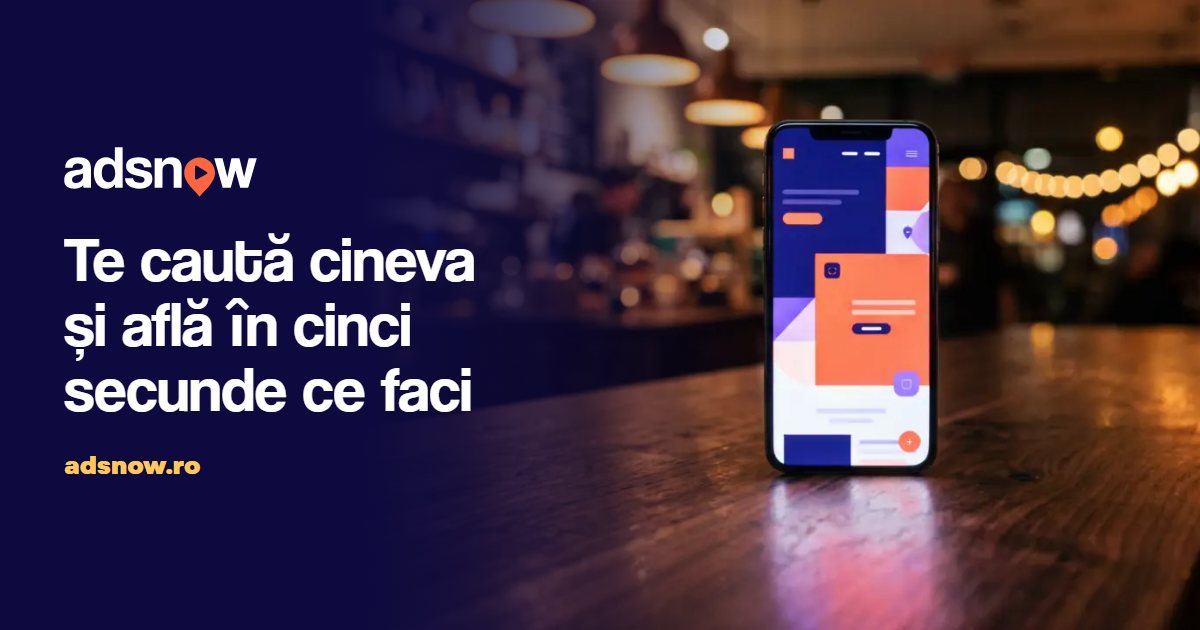 adsnow
Te caută cineva
și află în cinci
secunde ce faci
adsnow.ro